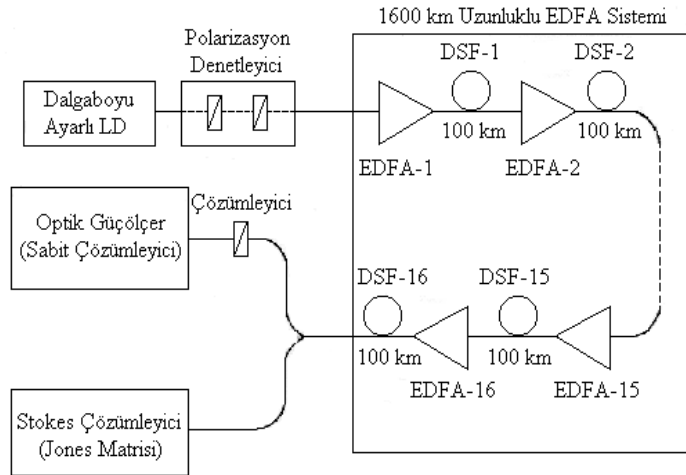 1600 km Uzunluklu EDFA Sistemi
Polarizasyon
Denetleyici
DSF-1
DSF-2
Dalgaboyu
Ayarlı LD
100 km
100 km
EDFA-1
EDFA-2
Çözümleyici
Optik Güçölçer
(Sabit Çözümleyici)
DSF-16
DSF-15
100 km
100 km
EDFA-16
EDFA-15
Stokes Çözümleyici
(Jones Matrisi)